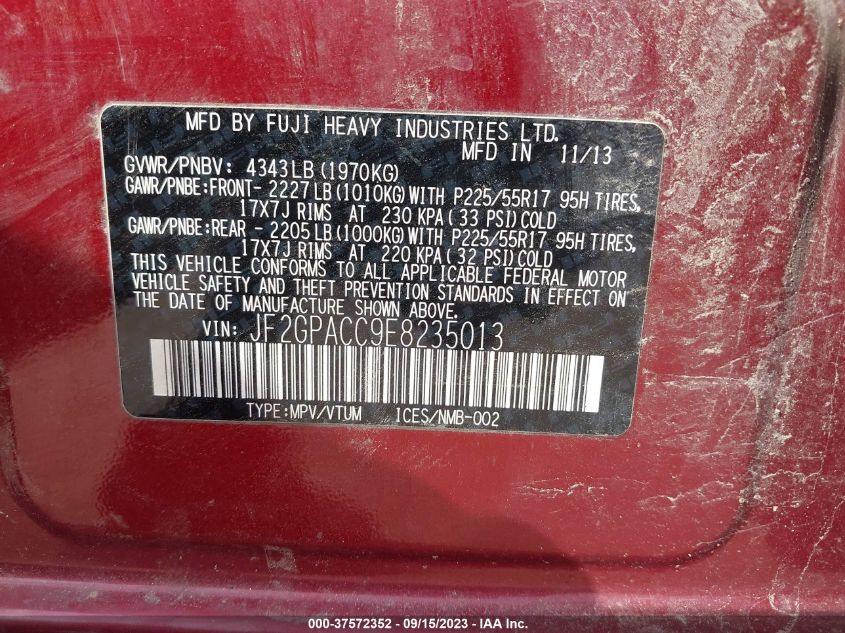 MFD BY FUJI HEAVY INDUSTRIES LTD.
MFD IN 11/13
GVWR/PNBV: 4343LB (1970KG)
GAWR/PNBE:FRONT- 2227LB (1010KG) WITH P225/55R17 95H TIRES,
17X7J RIMS AT 230 KPA ( 33 PSI) COLD
GAWR/PNBE:REAR - 2205LB (1000KG) WITH P225/55R17 95H TIRES,
17X7J RIMS AT 220 KPA ( 32 PSI) COLD
THIS VEHICLE CONFORMS TO ALL APPLICABLE FEDERAL MOTOR
VEHICLE SAFETY AND THEFT PREVENTION STANDARDS IN EFFECT ON
THE DATE OF MANUFACTURE SHOWN ABOVE.
VIN: JF2GPACC9E8235013
TYPE:MPV/VTUM ICES/NMB-002
000-37572352 - 09/15/2023 - IAA Inc.